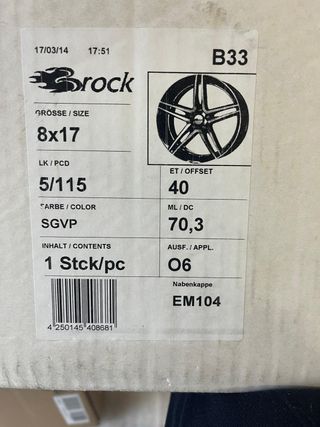 17/03/14 17:51
B33
Brock
GRÖSSE / SIZE
8x17
LK / PCD
5/115
ET / OFFSET
40
FARBE / COLOR
SGVP
ML / DC
70,3
INHALT / CONTENTS
1 Stck/pc
AUSF. / APPL.
O6
Nabenkappe
EM104
4 250145 408681